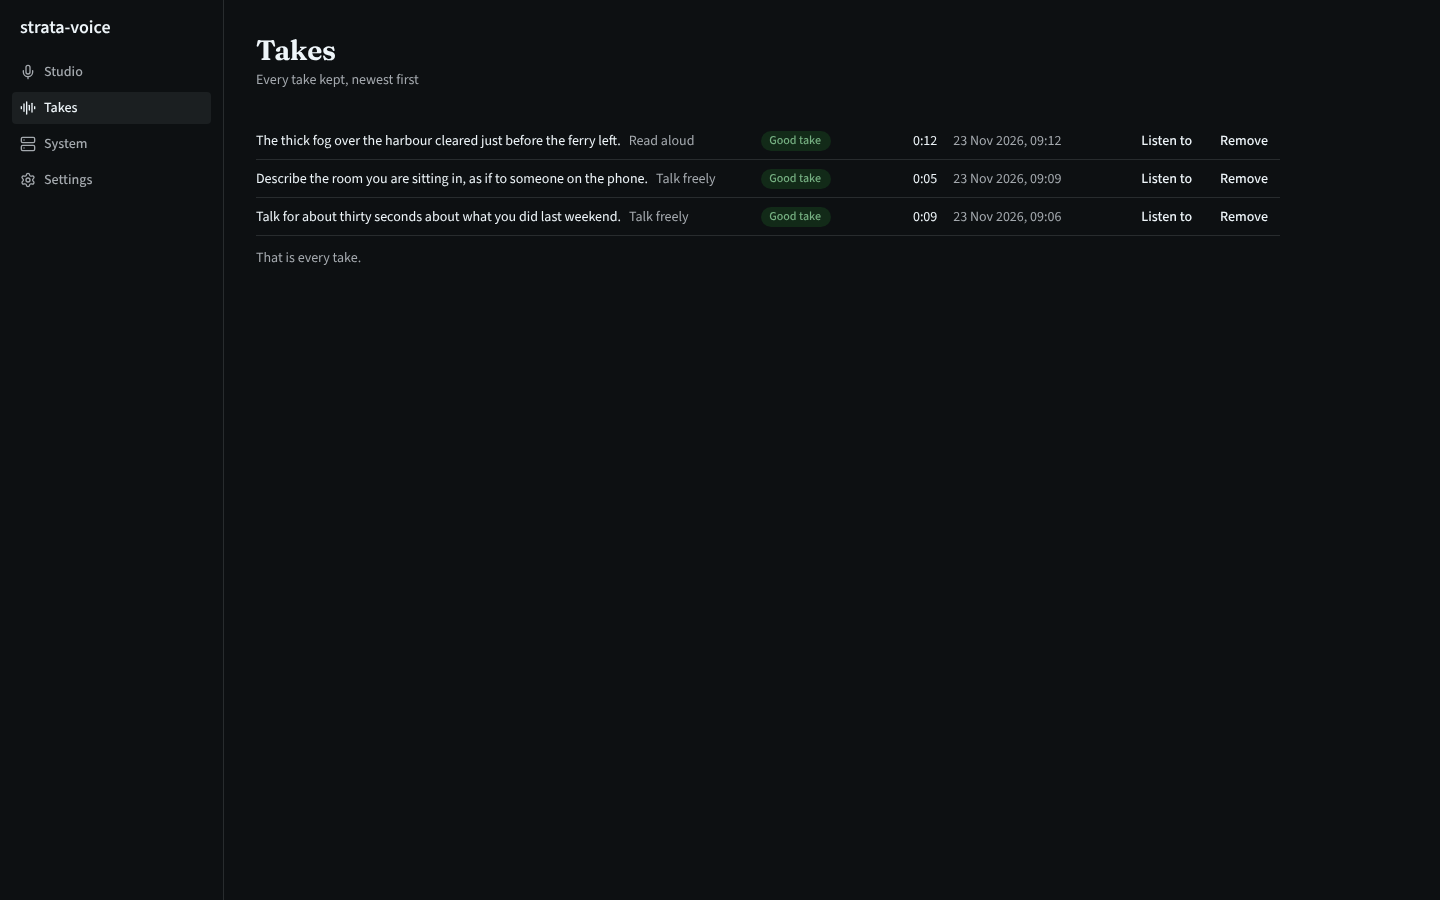 strata-voice
Studio
Takes
System
Settings
Takes
Every take kept, newest first
The thick fog over the harbour cleared just before the ferry left. Read aloud Good take 0:12 23 Nov 2026, 09:12 Listen to Remove
Describe the room you are sitting in, as if to someone on the phone. Talk freely Good take 0:05 23 Nov 2026, 09:09 Listen to Remove
Talk for about thirty seconds about what you did last weekend. Talk freely Good take 0:09 23 Nov 2026, 09:06 Listen to Remove
That is every take.